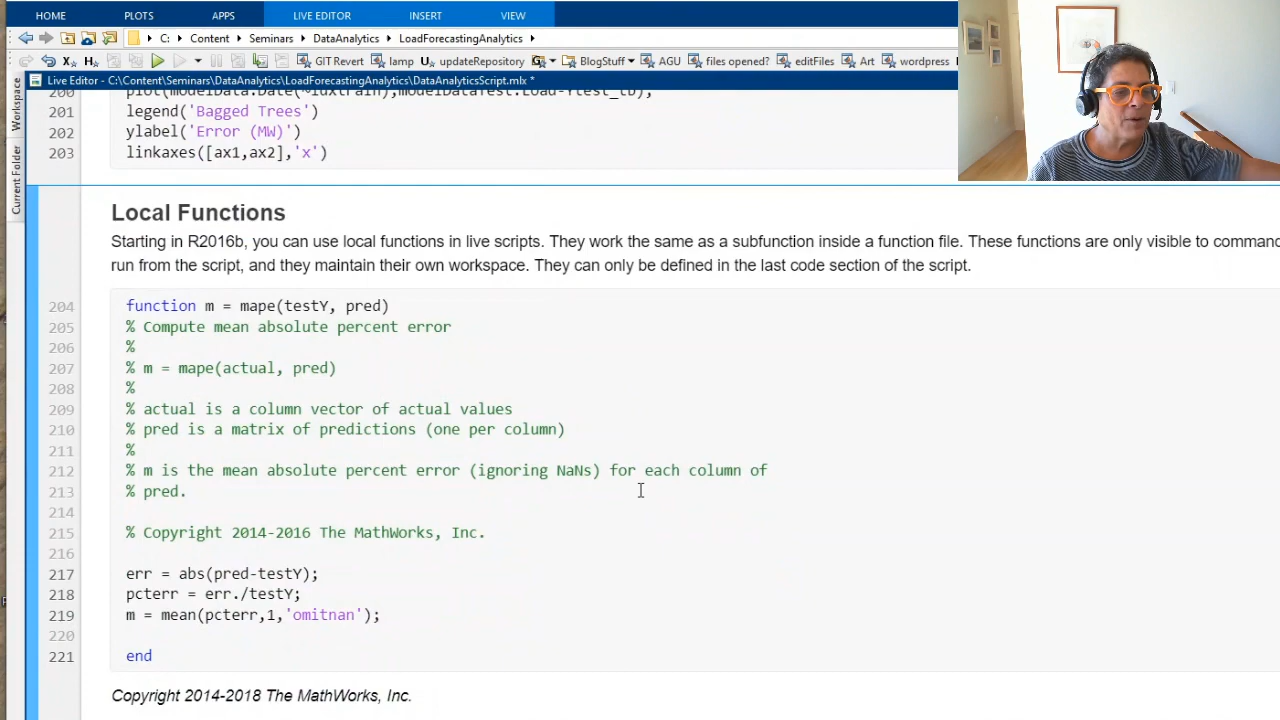 HOME PLOTS APPS LIVE EDITOR INSERT VIEW
C: Content Seminars DataAnalytics LoadForecastingAnalytics
GIT Revert lamp updateRepository BlogStuff AGU files opened? editFiles Art wordpress
Live Editor - C:\Content\Seminars\DataAnalytics\LoadForecastingAnalytics\DataAnalyticsScript.mlx *
Workspace
Current Folder
200 plot(modelData.Date(~idxtrain),modelDataTest.Load-Ytest_tb);
201 legend('Bagged Trees')
202 ylabel('Error (MW)')
203 linkaxes([ax1,ax2],'x')
Local Functions
Starting in R2016b, you can use local functions in live scripts. They work the same as a subfunction inside a function file. These functions are only visible to command
run from the script, and they maintain their own workspace. They can only be defined in the last code section of the script.
204 function m = mape(testY, pred)
205 % Compute mean absolute percent error
206 %
207 % m = mape(actual, pred)
208 %
209 % actual is a column vector of actual values
210 % pred is a matrix of predictions (one per column)
211 %
212 % m is the mean absolute percent error (ignoring NaNs) for each column of
213 % pred.
214
215 % Copyright 2014-2016 The MathWorks, Inc.
216
217 err = abs(pred-testY);
218 pcterr = err./testY;
219 m = mean(pcterr,1,'omitnan');
220
221 end
Copyright 2014-2018 The MathWorks, Inc.